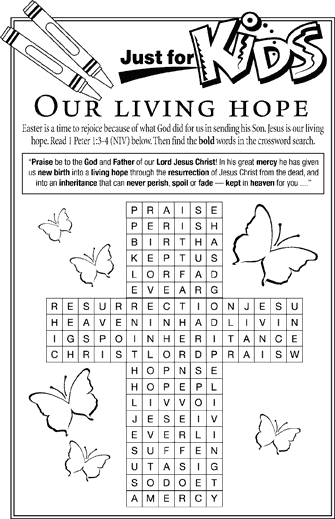 Just for KiDS
OUR LIVING HOPE
Easter is a time to rejoice because of what God did for us in sending his Son. Jesus is our living
hope. Read 1 Peter 1:3-4 (NIV) below. Then find the bold words in the crossword search.
"Praise be to the God and Father of our Lord Jesus Christ! In his great mercy he has given
us new birth into a living hope through the resurrection of Jesus Christ from the dead, and
into an inheritance that can never perish, spoil or fade — kept in heaven for you ...."
P R A I S E
P E R I S H
B I R T H A
K E P T U S
L O R F A D
E V E A R G
R E S U R R E C T I O N J E S U
H E A V E N I N H A D L I V I N
I G S P O I N H E R I T A N C E
C H R I S T L O R D P R A I S W
H O P N S E
H O P E P L
L I V V O I
J E S E I V
E V E R L I
S U F F E N
U T A S I G
S O D O E T
A M E R C Y